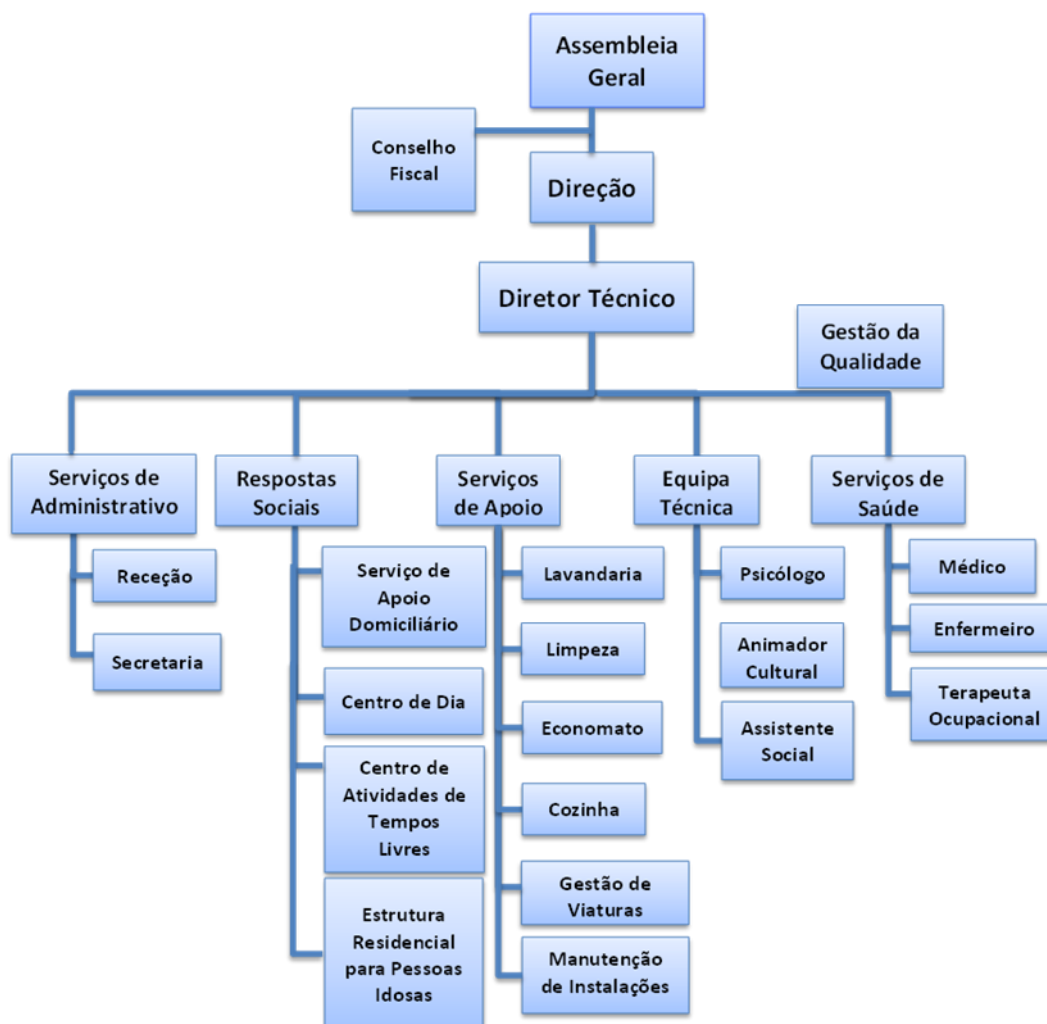 Assembleia
Geral
Conselho
Fiscal
Direção
Diretor Técnico
Gestão da
Qualidade
Serviços de
Administrativo
Receção
Secretaria
Respostas
Sociais
Serviço de
Apoio
Domiciliário
Centro de Dia
Centro de
Atividades de
Tempos
Livres
Estrutura
Residencial
para Pessoas
Idosas
Serviços
de Apoio
Lavandaria
Limpeza
Economato
Cozinha
Gestão de
Viaturas
Manutenção
de Instalações
Equipa
Técnica
Psicólogo
Animador
Cultural
Assistente
Social
Serviços de
Saúde
Médico
Enfermeiro
Terapeuta
Ocupacional